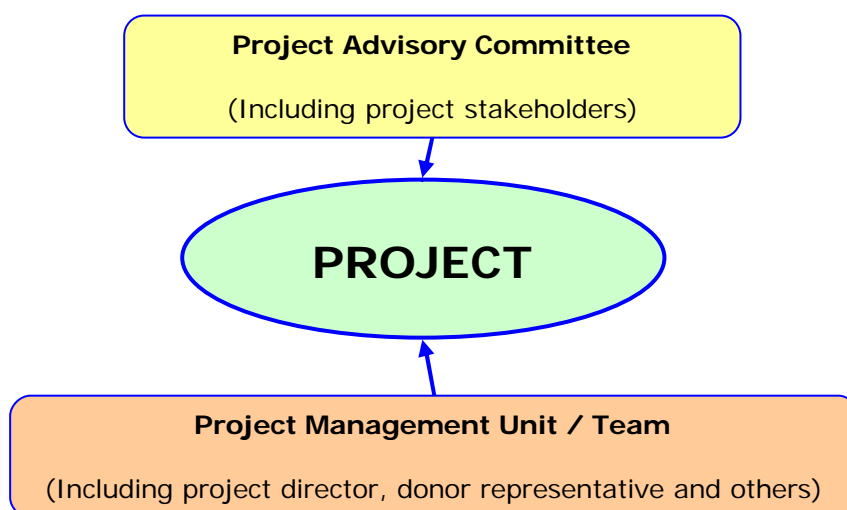 Project Advisory Committee
(Including project stakeholders)
PROJECT
Project Management Unit / Team
(Including project director, donor representative and others)